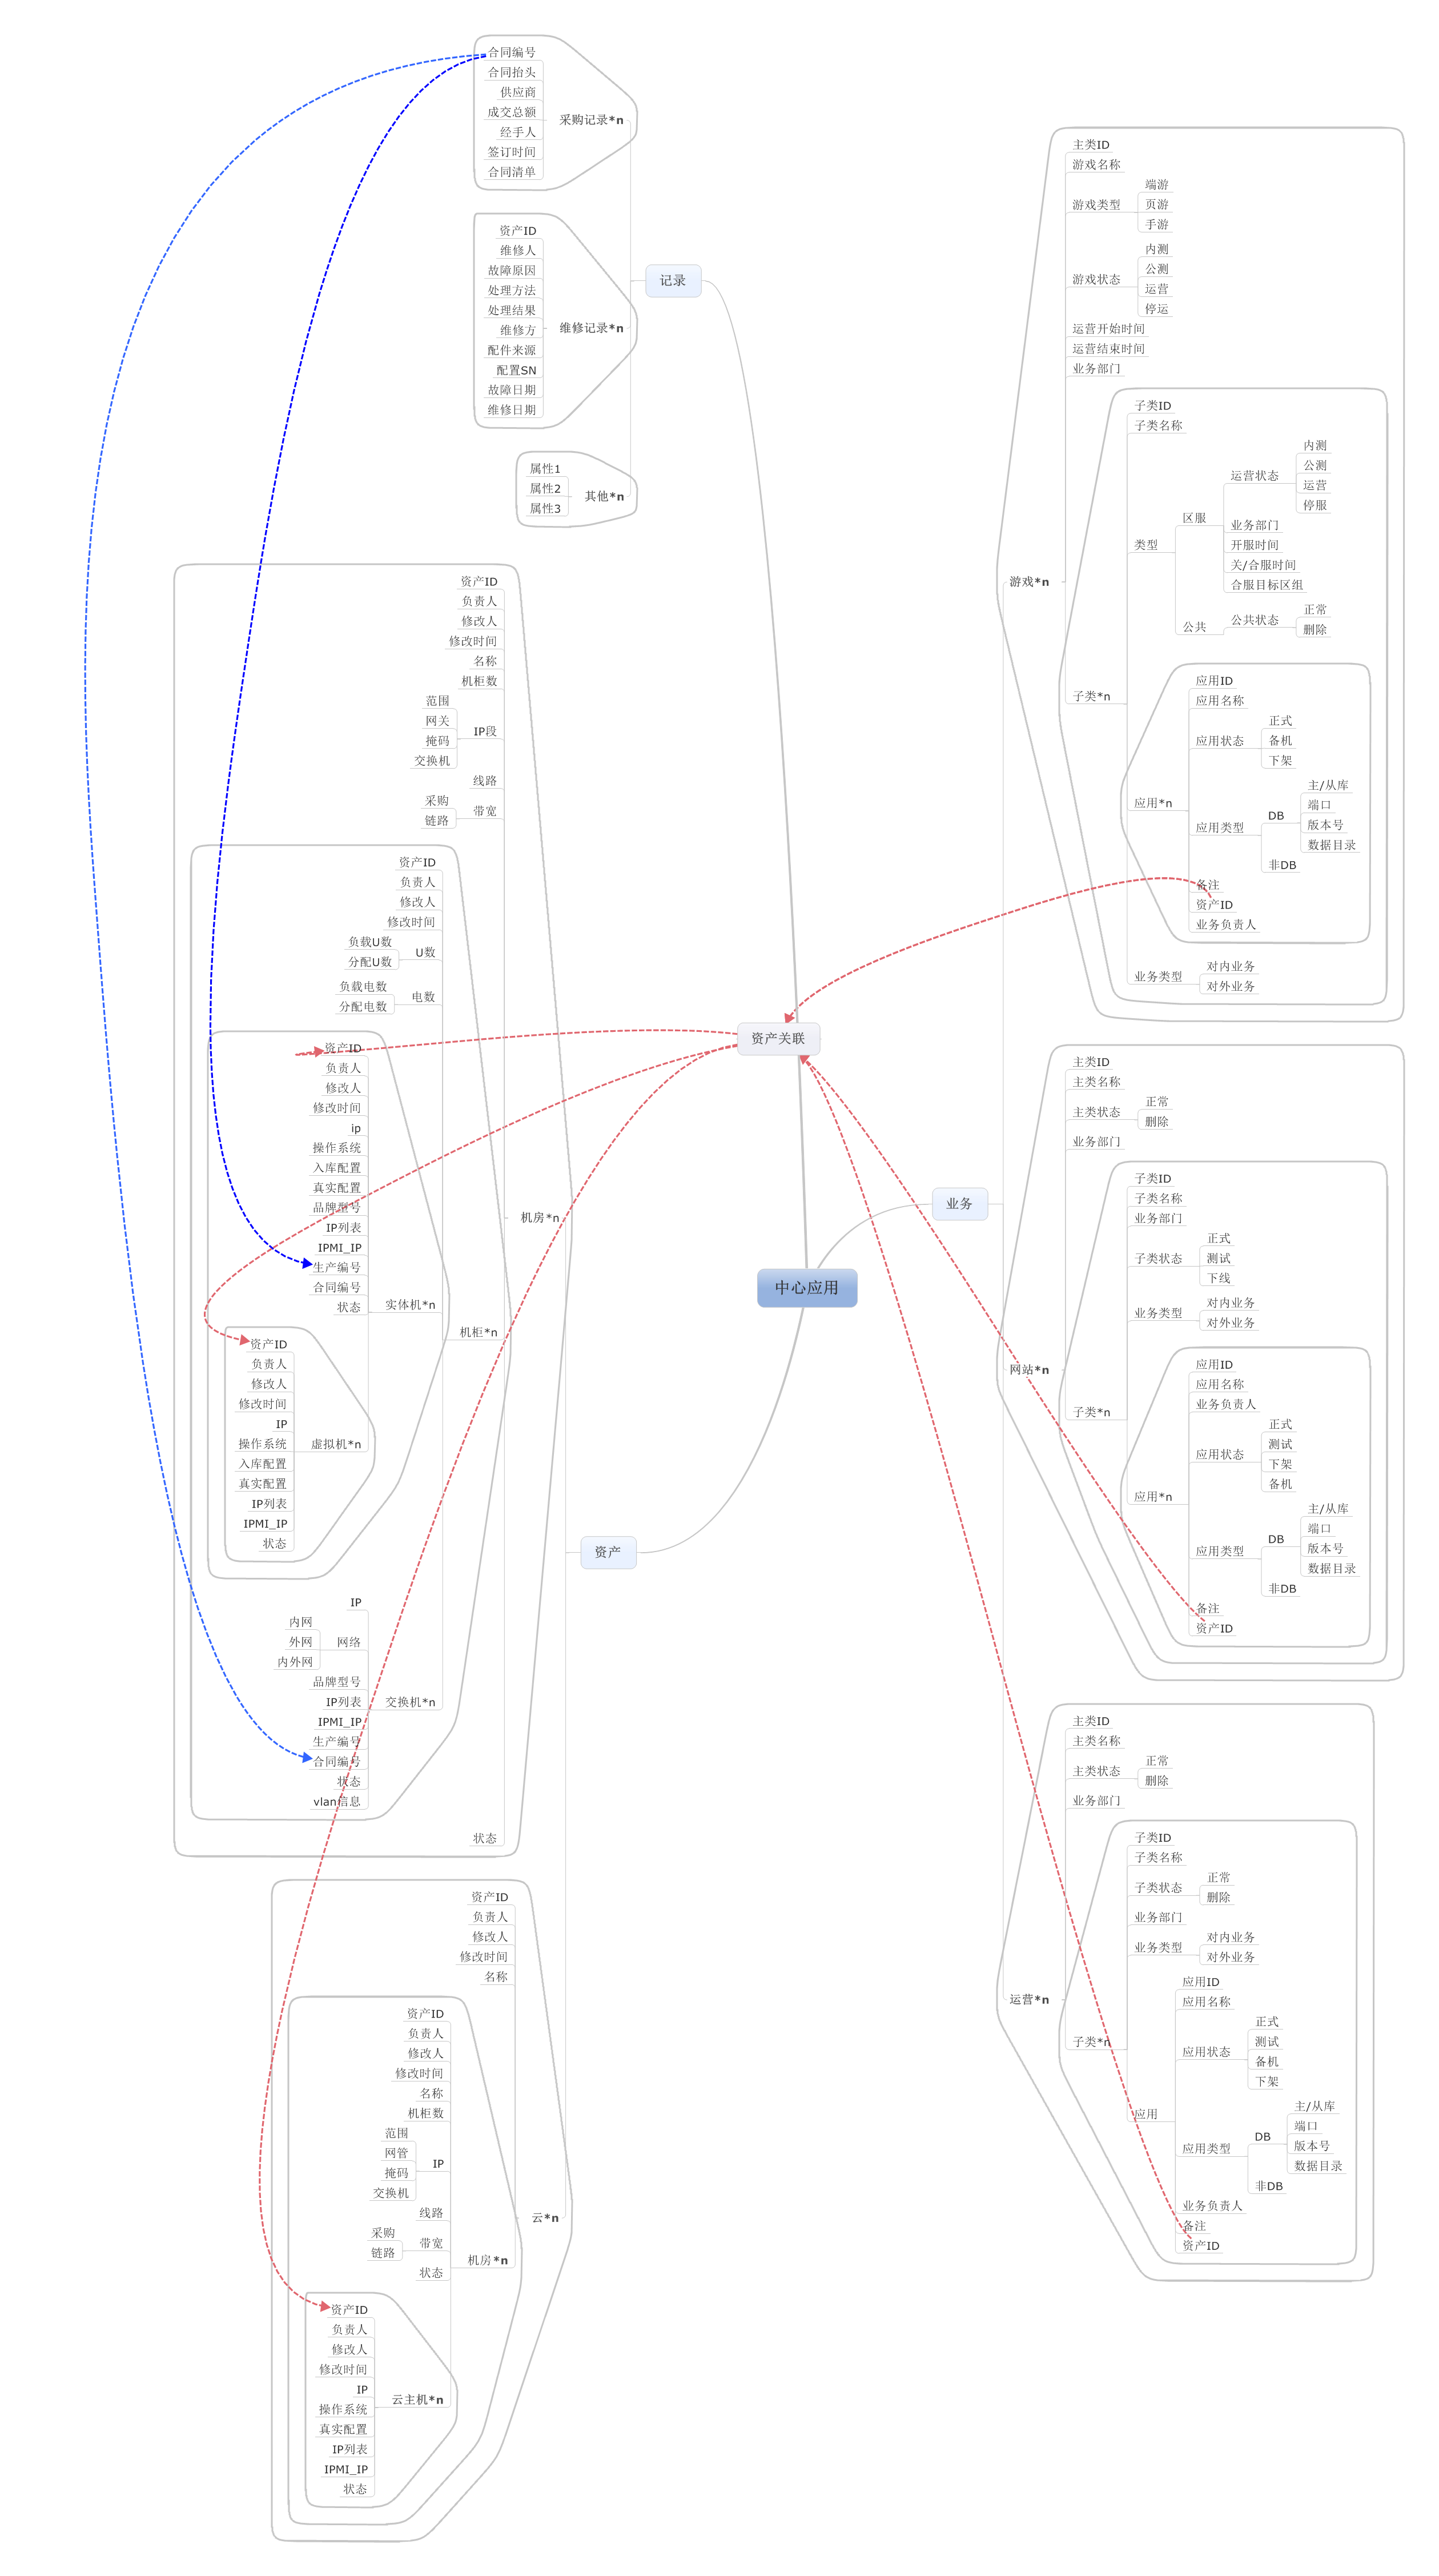 中心应用
记录
采购记录*n
合同编号
合同抬头
供应商
成交总额
经手人
签订时间
合同清单
维修记录*n
资产ID
维修人
故障原因
处理方法
处理结果
维修方
配件来源
配置SN
故障日期
维修日期
其他*n
属性1
属性2
属性3
资产关联
资产
机房*n
资产ID
负责人
修改人
修改时间
名称
机柜数
IP段
范围
网关
掩码
交换机
线路
带宽
采购
链路
机柜*n
资产ID
负责人
修改人
修改时间
U数
负载U数
分配U数
电数
负载电数
分配电数
实体机*n
资产ID
负责人
修改人
修改时间
ip
操作系统
入库配置
真实配置
品牌型号
IP列表
IPMI_IP
生产编号
合同编号
状态
虚拟机*n
资产ID
负责人
修改人
修改时间
IP
操作系统
入库配置
真实配置
IP列表
IPMI_IP
状态
交换机*n
IP
网络
内网
外网
内外网
品牌型号
IP列表
IPMI_IP
生产编号
合同编号
状态
vlan信息
状态
云*n
资产ID
负责人
修改人
修改时间
名称
机房*n
资产ID
负责人
修改人
修改时间
名称
机柜数
IP
范围
网管
掩码
交换机
线路
带宽
采购
链路
状态
云主机*n
资产ID
负责人
修改人
修改时间
IP
操作系统
真实配置
IP列表
IPMI_IP
状态
业务
游戏*n
主类ID
游戏名称
游戏类型
端游
页游
手游
游戏状态
内测
公测
运营
停运
运营开始时间
运营结束时间
业务部门
子类*n
子类ID
子类名称
类型
区服
运营状态
内测
公测
运营
停服
业务部门
开服时间
关/合服时间
合服目标区组
公共
公共状态
正常
删除
应用*n
应用ID
应用名称
应用状态
正式
备机
下架
应用类型
DB
主/从库
端口
版本号
数据目录
非DB
备注
资产ID
业务负责人
业务类型
对内业务
对外业务
网站*n
主类ID
主类名称
主类状态
正常
删除
业务部门
子类*n
子类ID
子类名称
业务部门
子类状态
正式
测试
下线
业务类型
对内业务
对外业务
应用*n
应用ID
应用名称
业务负责人
应用状态
正式
测试
下架
备机
应用类型
DB
主/从库
端口
版本号
数据目录
非DB
备注
资产ID
运营*n
主类ID
主类名称
主类状态
正常
删除
业务部门
子类*n
子类ID
子类名称
子类状态
正常
删除
业务部门
业务类型
对内业务
对外业务
应用
应用ID
应用名称
应用状态
正式
测试
备机
下架
应用类型
DB
主/从库
端口
版本号
数据目录
非DB
业务负责人
备注
资产ID